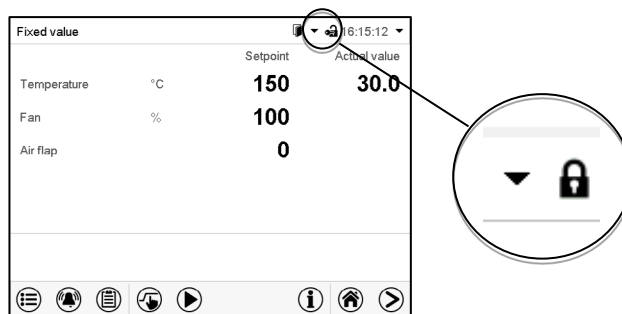 Fixed value 16:15:12
Setpoint Actual value
Temperature °C 150 30.0
Fan % 100
Air flap 0